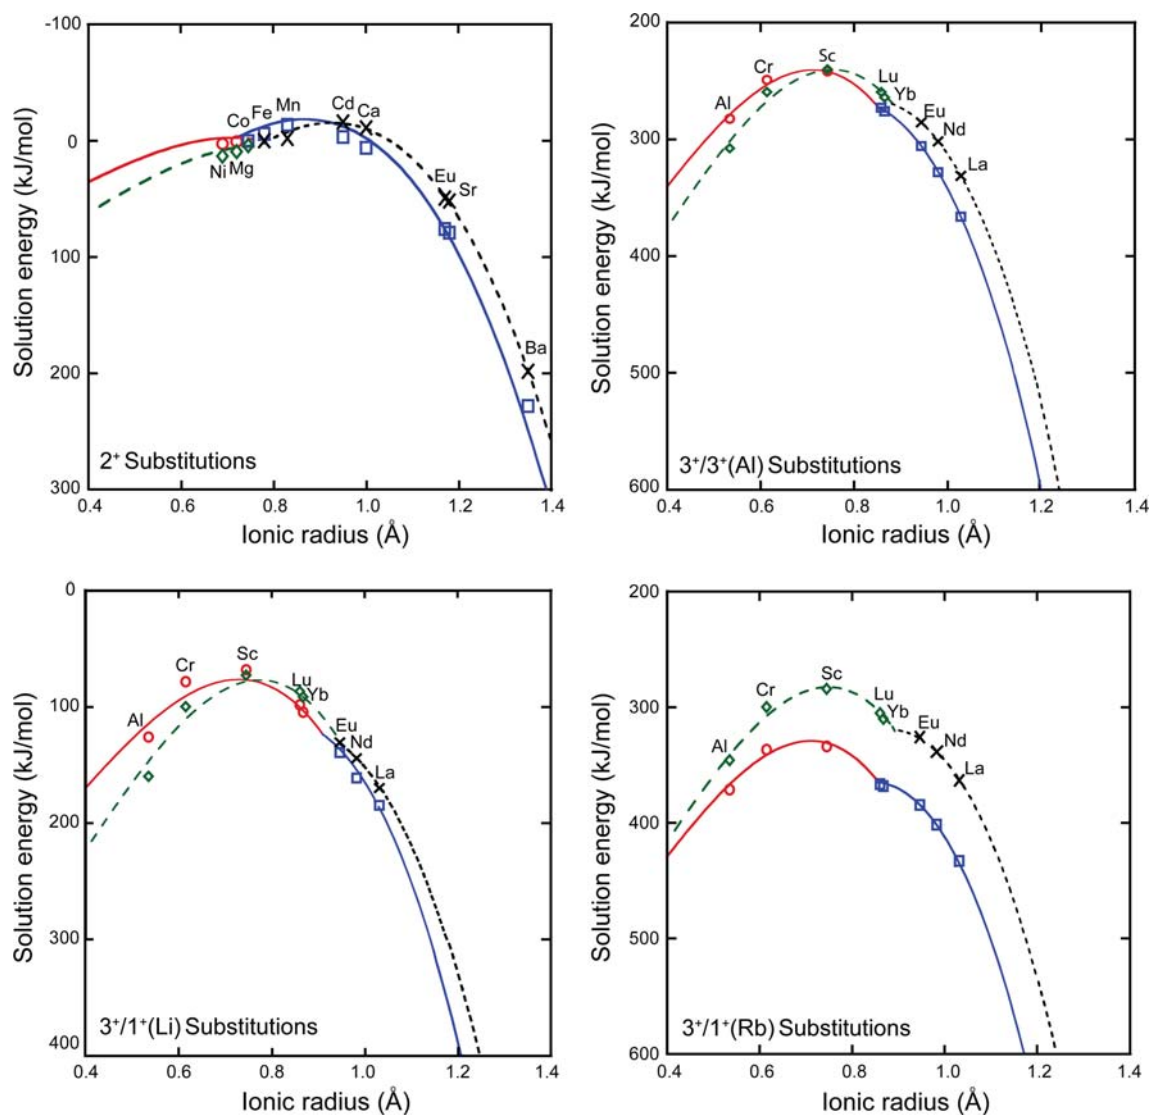 -100
0
100
200
300
0.4
0.6
0.8
1.0
1.2
1.4
Solution energy (kJ/mol)
Ionic radius (Å)
Ni
Mg
Co
Fe
Mn
Cd
Ca
Eu
Sr
Ba
2⁺ Substitutions
200
300
400
500
600
0.4
0.6
0.8
1.0
1.2
1.4
Solution energy (kJ/mol)
Ionic radius (Å)
Al
Cr
Sc
Lu
Yb
Eu
Nd
La
3⁺/3⁺(Al) Substitutions
0
100
200
300
400
0.4
0.6
0.8
1.0
1.2
1.4
Solution energy (kJ/mol)
Ionic radius (Å)
Al
Cr
Sc
Lu
Yb
Eu
Nd
La
3⁺/1⁺(Li) Substitutions
200
300
400
500
600
0.4
0.6
0.8
1.0
1.2
1.4
Solution energy (kJ/mol)
Ionic radius (Å)
Al
Cr
Sc
Lu
Yb
Eu
Nd
La
3⁺/1⁺(Rb) Substitutions